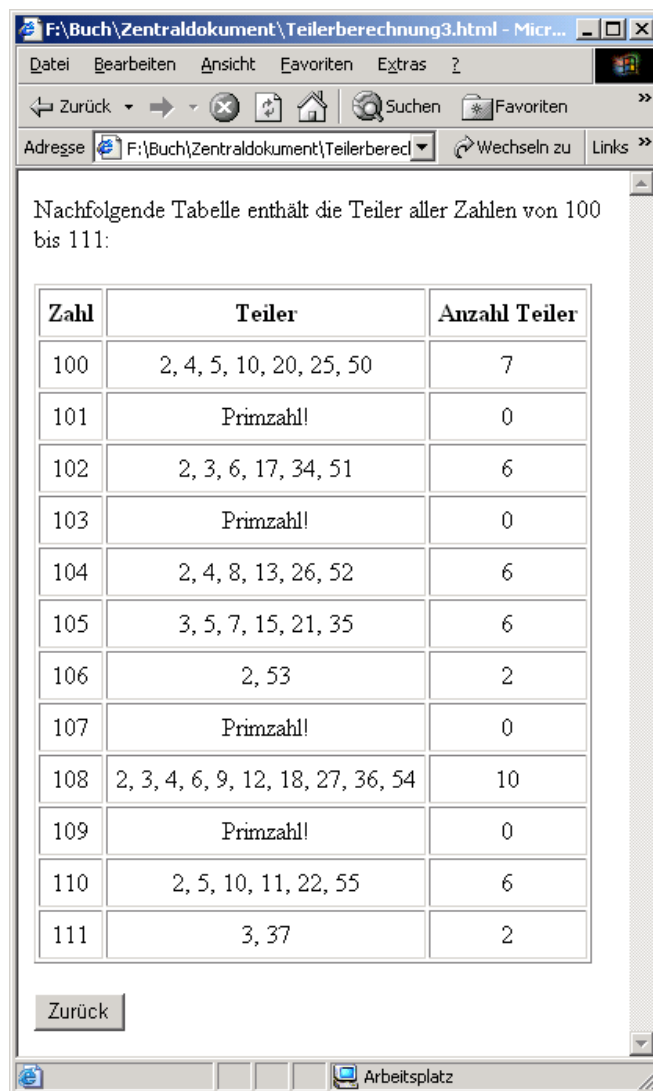 F:\Buch\Zentraldokument\Teilerberechnung3.html - Micr...
Datei Bearbeiten Ansicht Favoriten Extras ?
Zurück Suchen Favoriten »
Adresse F:\Buch\Zentraldokument\Teilerberecl Wechseln zu Links »
Nachfolgende Tabelle enthält die Teiler aller Zahlen von 100
bis 111:
Zahl Teiler Anzahl Teiler
100 2, 4, 5, 10, 20, 25, 50 7
101 Primzahl! 0
102 2, 3, 6, 17, 34, 51 6
103 Primzahl! 0
104 2, 4, 8, 13, 26, 52 6
105 3, 5, 7, 15, 21, 35 6
106 2, 53 2
107 Primzahl! 0
108 2, 3, 4, 6, 9, 12, 18, 27, 36, 54 10
109 Primzahl! 0
110 2, 5, 10, 11, 22, 55 6
111 3, 37 2
Zurück
Arbeitsplatz